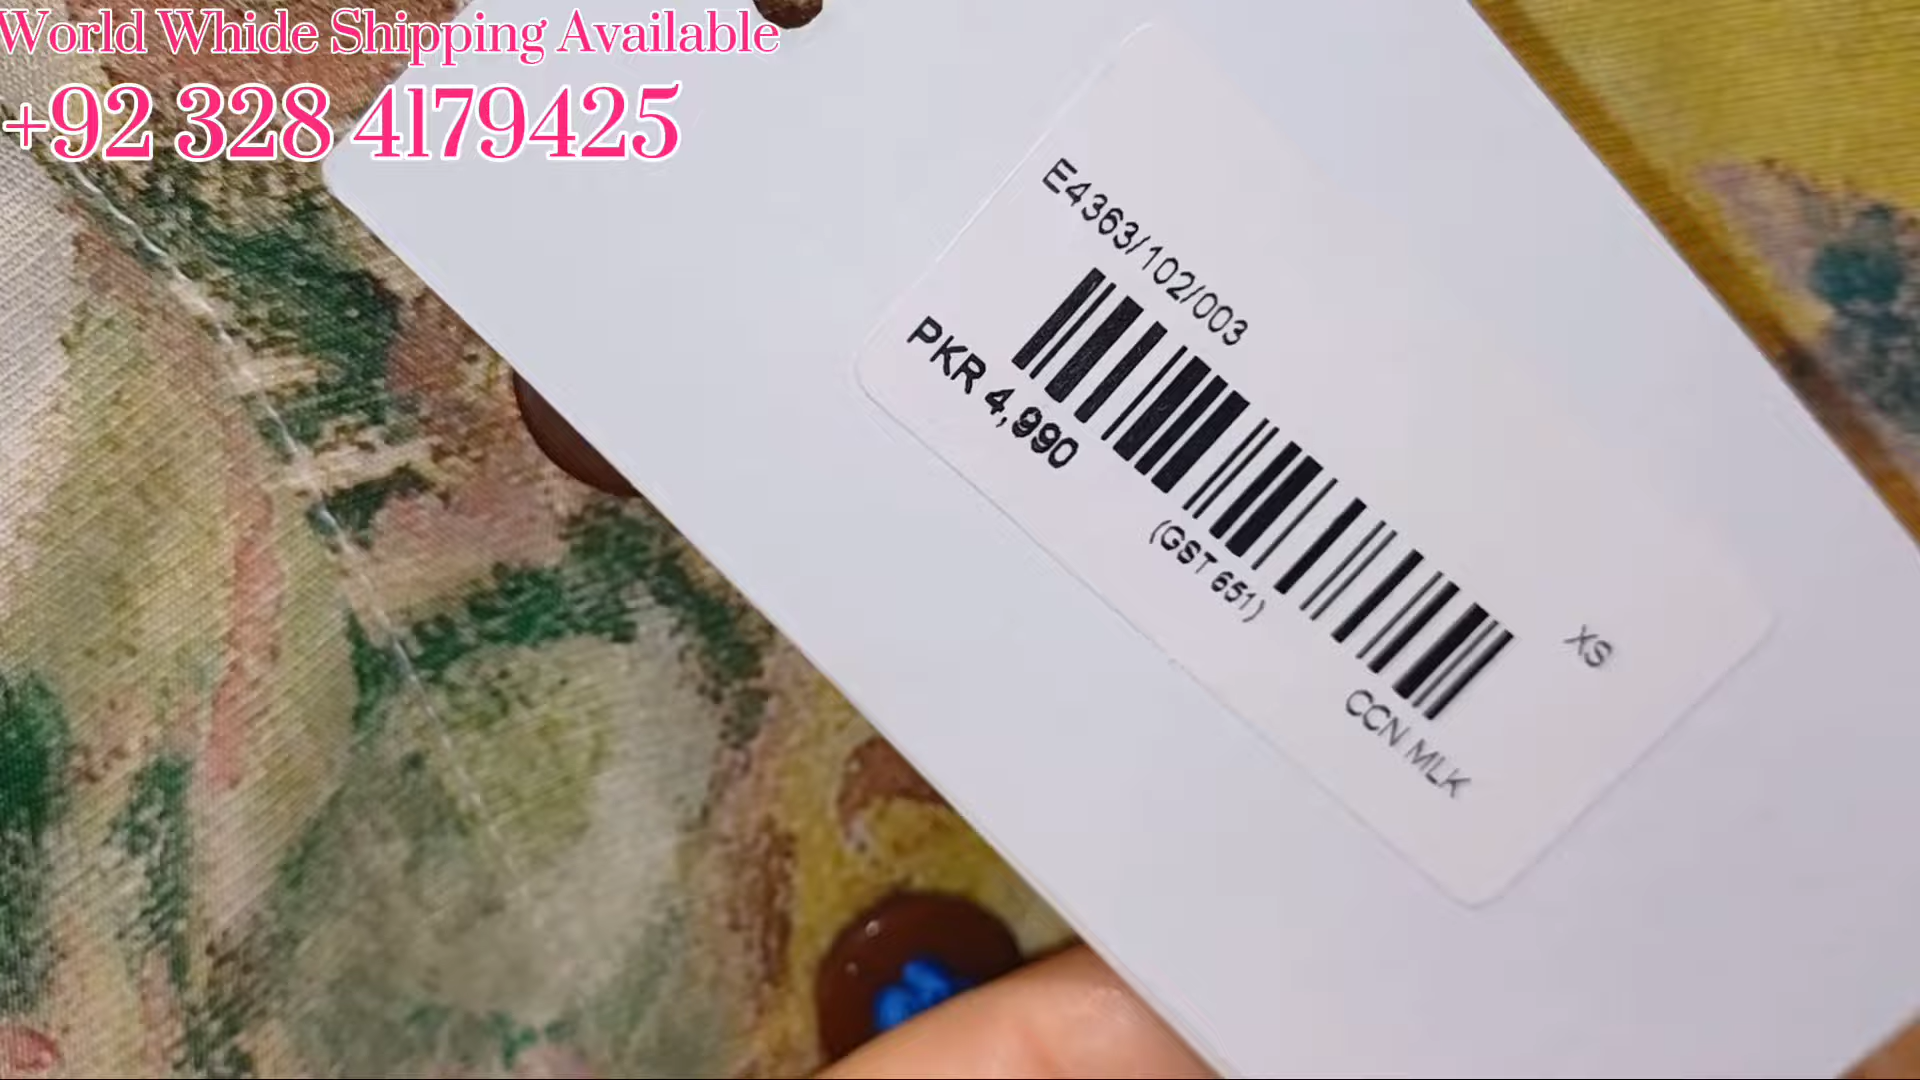 World Whide Shipping Available
+92 328 4179425
E4363/102/003
PKR 4,990
(GST 651)
XS
CCN MLK